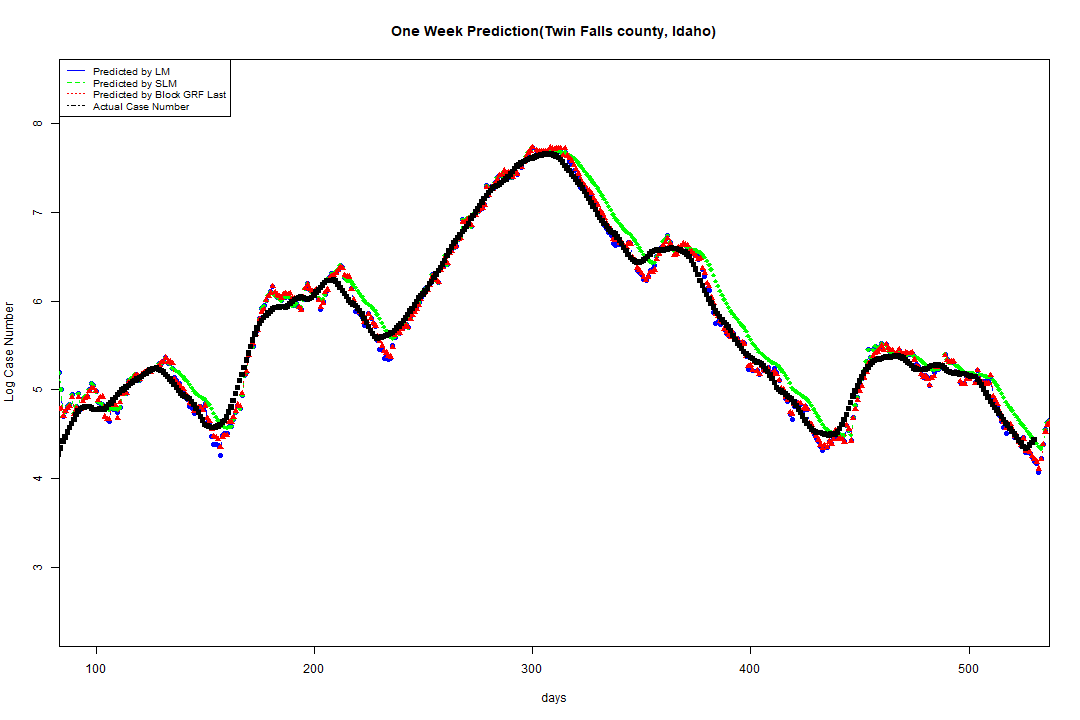 One Week Prediction(Twin Falls county, Idaho)
Predicted by LM
Predicted by SLM
Predicted by Block GRF Last
Actual Case Number
Log Case Number
8
7
6
5
4
3
100 200 300 400 500
days